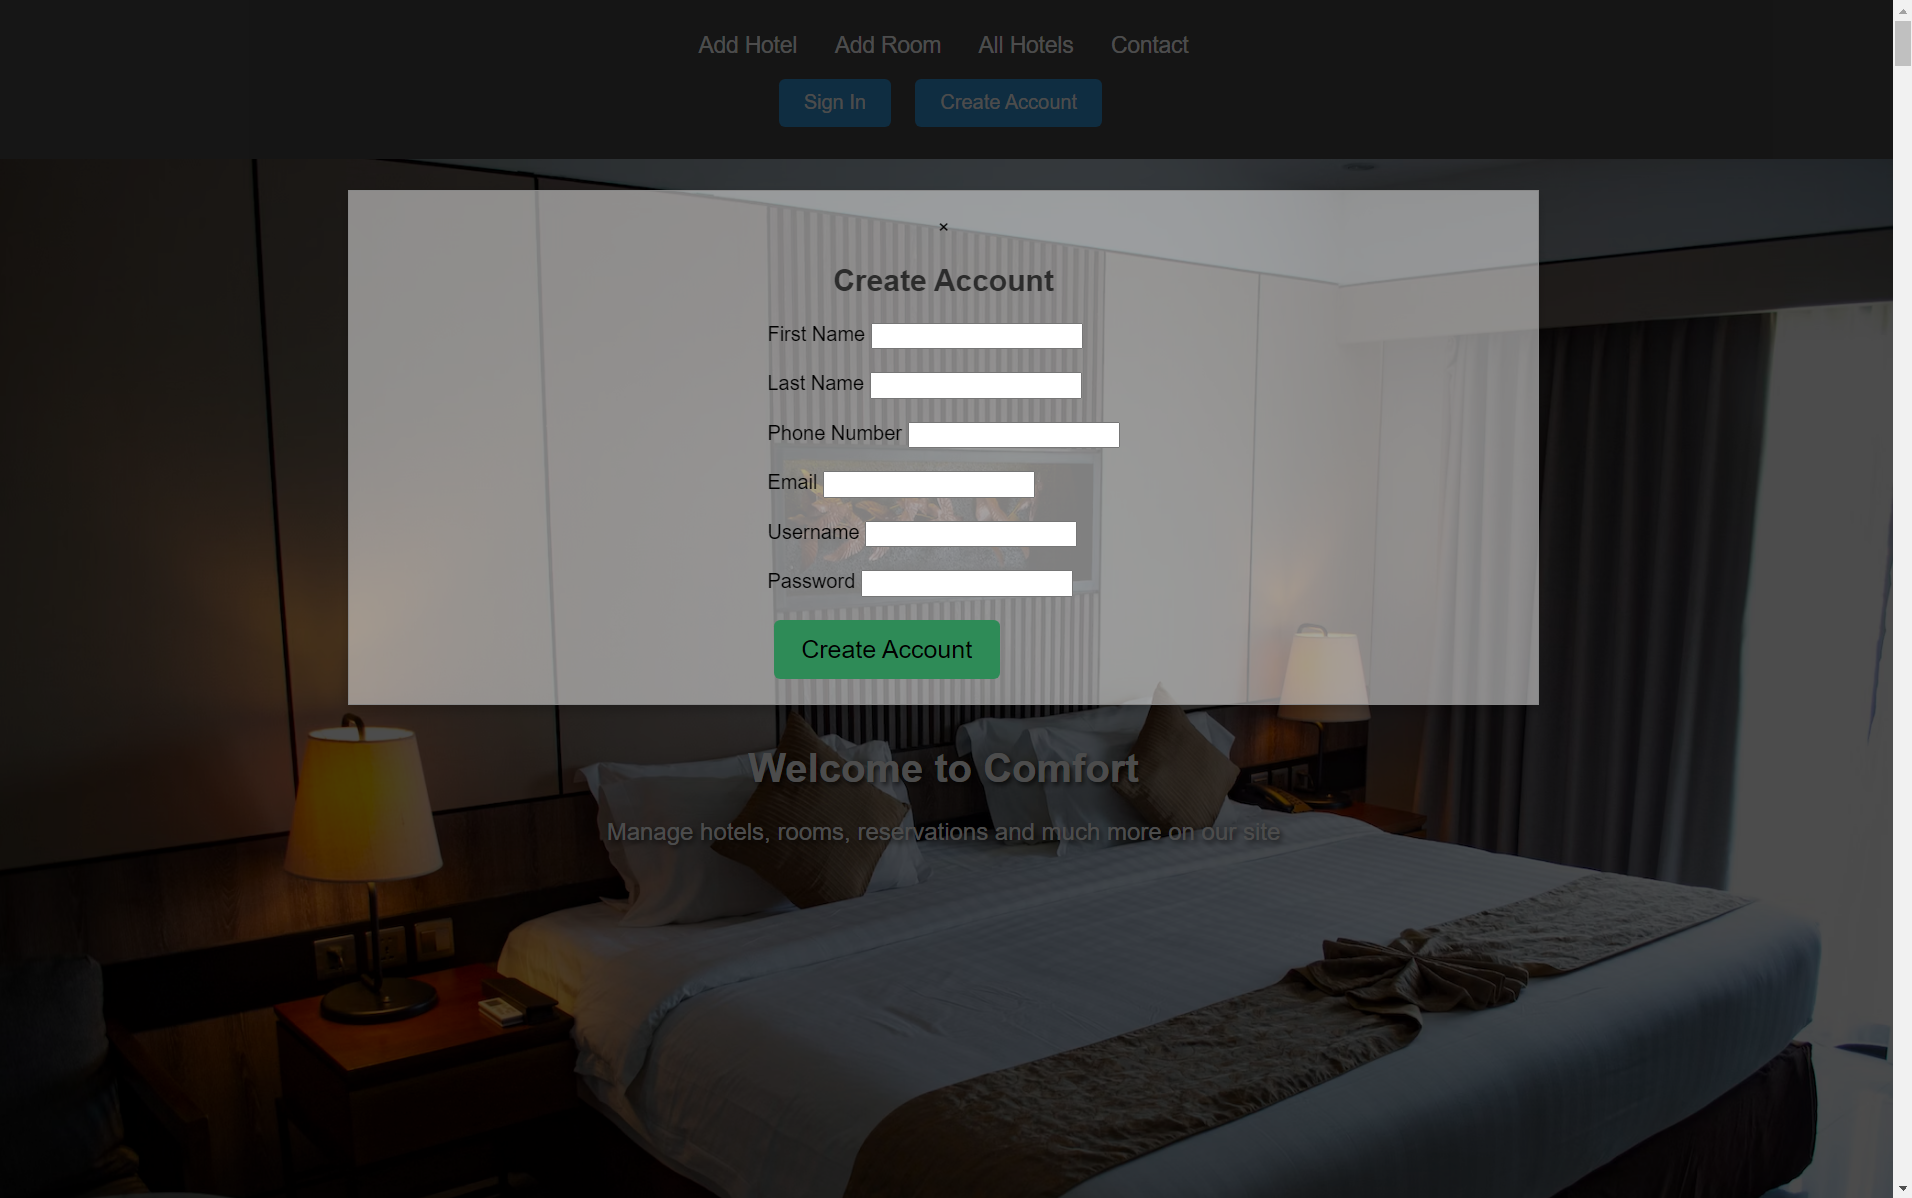 Add Hotel Add Room All Hotels Contact
Sign In Create Account
×
Create Account
First Name
Last Name
Phone Number
Email
Username
Password
Create Account
Welcome to Comfort
Manage hotels, rooms, reservations and much more on our site